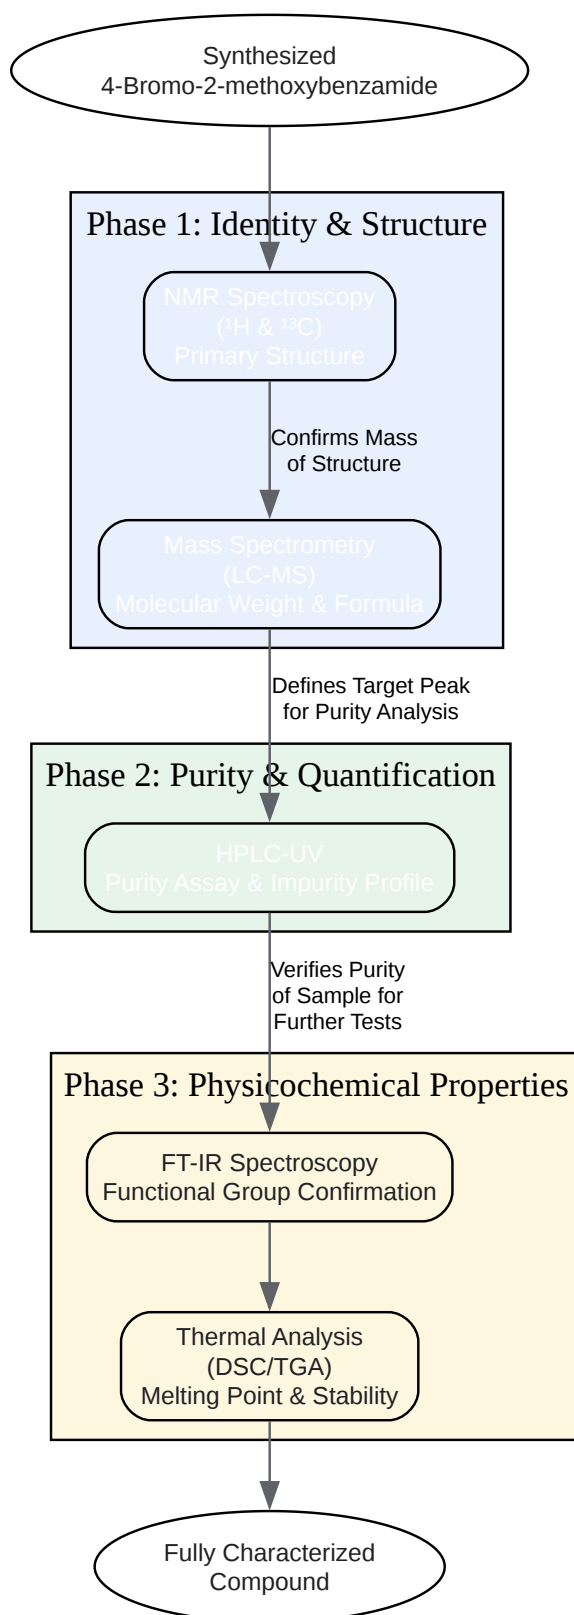 Synthesized
4-Bromo-2-methoxybenzamide
Phase 1: Identity & Structure
NMR Spectroscopy
(¹H & ¹³C)
Primary Structure
Confirms Mass
of Structure
Mass Spectrometry
(LC-MS)
Molecular Weight & Formula
Defines Target Peak
for Purity Analysis
Phase 2: Purity & Quantification
HPLC-UV
Purity Assay & Impurity Profile
Verifies Purity
of Sample for
Further Tests
Phase 3: Physicochemical Properties
FT-IR Spectroscopy
Functional Group Confirmation
Thermal Analysis
(DSC/TGA)
Melting Point & Stability
Fully Characterized
Compound